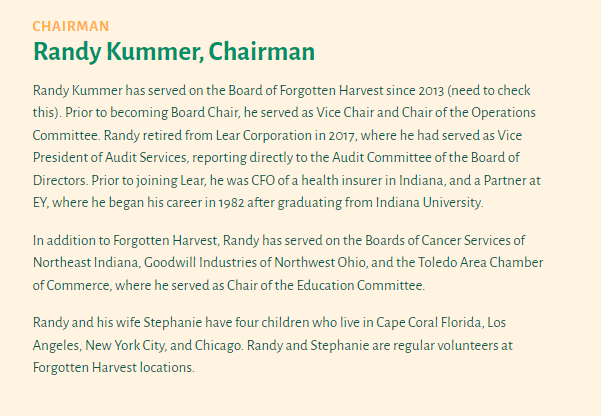 CHAIRMAN
Randy Kummer, Chairman
Randy Kummer has served on the Board of Forgotten Harvest since 2013 (need to check
this). Prior to becoming Board Chair, he served as Vice Chair and Chair of the Operations
Committee. Randy retired from Lear Corporation in 2017, where he had served as Vice
President of Audit Services, reporting directly to the Audit Committee of the Board of
Directors. Prior to joining Lear, he was CFO of a health insurer in Indiana, and a Partner at
EY, where he began his career in 1982 after graduating from Indiana University.
In addition to Forgotten Harvest, Randy has served on the Boards of Cancer Services of
Northeast Indiana, Goodwill Industries of Northwest Ohio, and the Toledo Area Chamber
of Commerce, where he served as Chair of the Education Committee.
Randy and his wife Stephanie have four children who live in Cape Coral Florida, Los
Angeles, New York City, and Chicago. Randy and Stephanie are regular volunteers at
Forgotten Harvest locations.